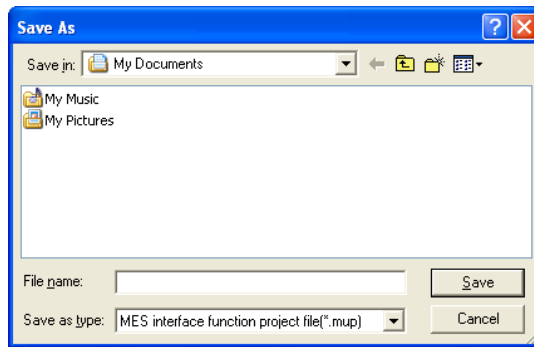 Save As
Save in: My Documents
My Music
My Pictures
File name:
Save
Save as type: MES interface function project file(*.mup)
Cancel